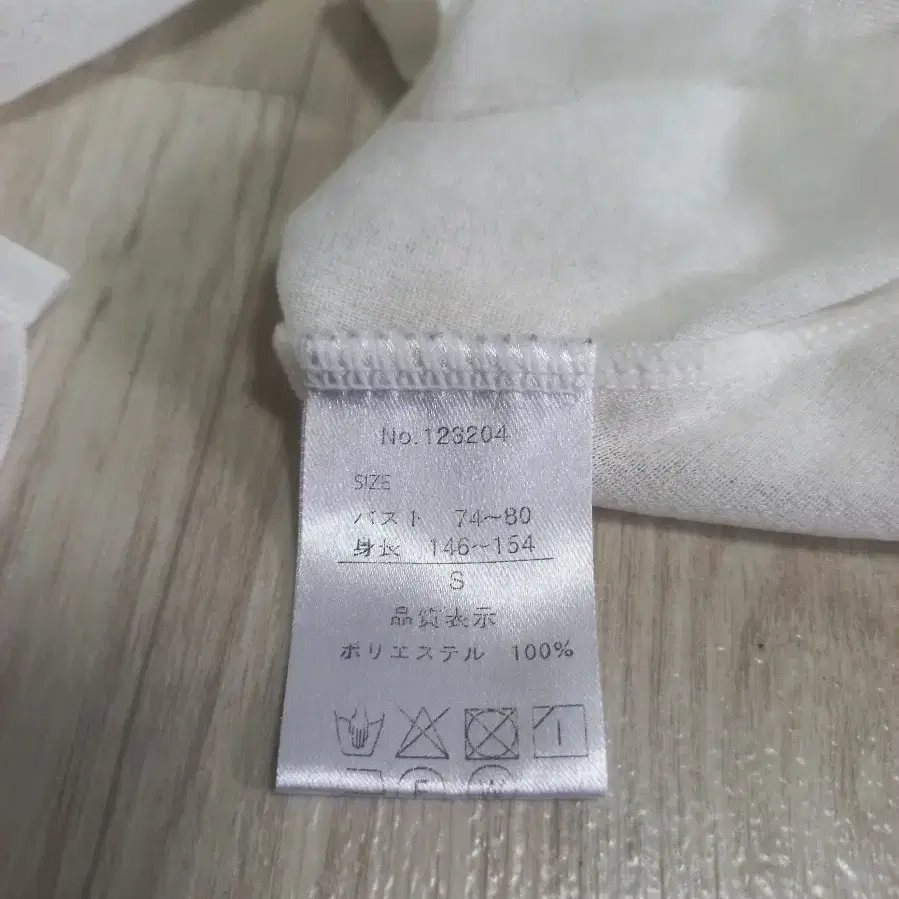 No.123204
SIZE
バスト 74~80
身長 146~154
S
品質表示
ポリエステル 100%